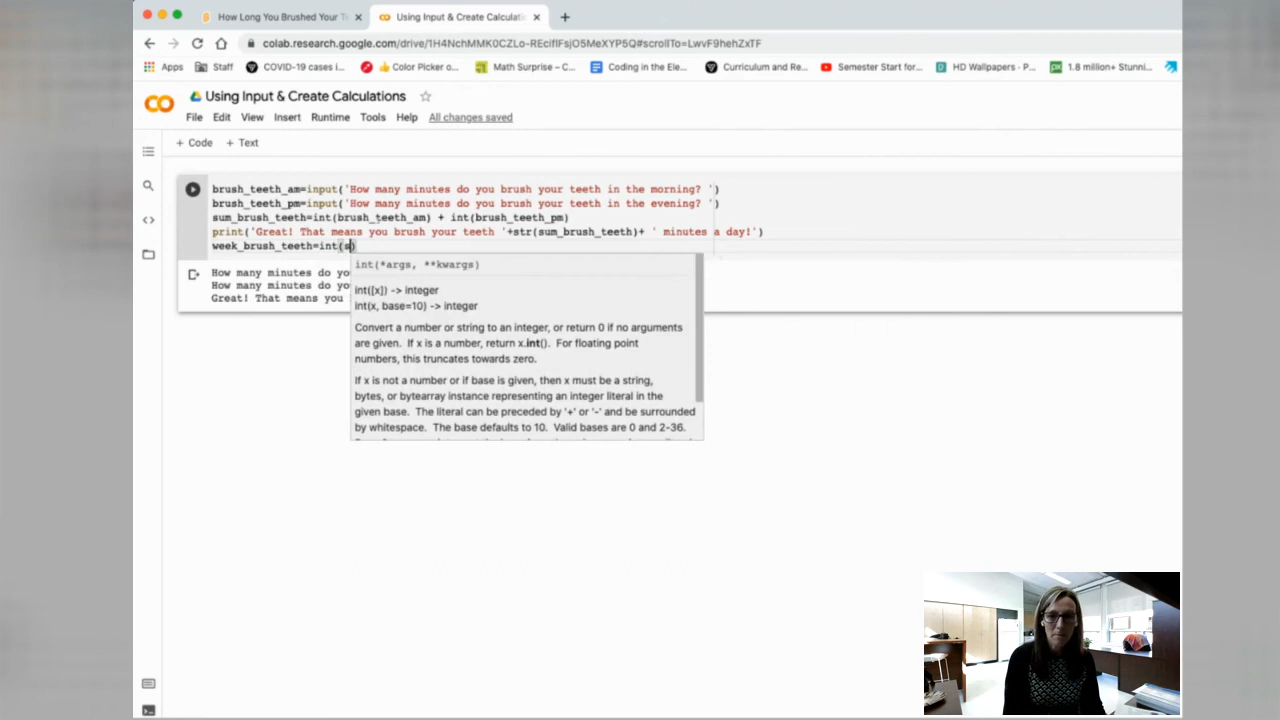 How Long You Brushed Your T
Using Input & Create Calculatio
colab.research.google.com/drive/
Apps
Staff
COVID-19 cases i...
Color Picker o...
Math Surprise – C...
Coding in the Ele...
Curriculum and Re...
Semester Start for...
HD Wallpapers · P...
1.8 million+ Stunni...
CO
Using Input & Create Calculations
File Edit View Insert Runtime Tools Help All changes saved
+ Code + Text
brush_teeth_am=input('How many minutes do you brush your teeth in the morning? ')
brush_teeth_pm=input('How many minutes do you brush your teeth in the evening? ')
sum_brush_teeth=int(brush_teeth_am) + int(brush_teeth_pm)
print('Great! That means you brush your teeth '+str(sum_brush_teeth)+ ' minutes a day!')
week_brush_teeth=int(s)
How many minutes do yo
How many minutes do yo
Great! That means you
int(*args, **kwargs)
int([x]) -> integer
int(x, base=10) -> integer
Convert a number or string to an integer, or return 0 if no arguments
are given. If x is a number, return x.int(). For floating point
numbers, this truncates towards zero.
If x is not a number or if base is given, then x must be a string,
bytes, or bytearray instance representing an integer literal in the
given base. The literal can be preceded by '+' or '-' and be surrounded
by whitespace. The base defaults to 10. Valid bases are 0 and 2-36.